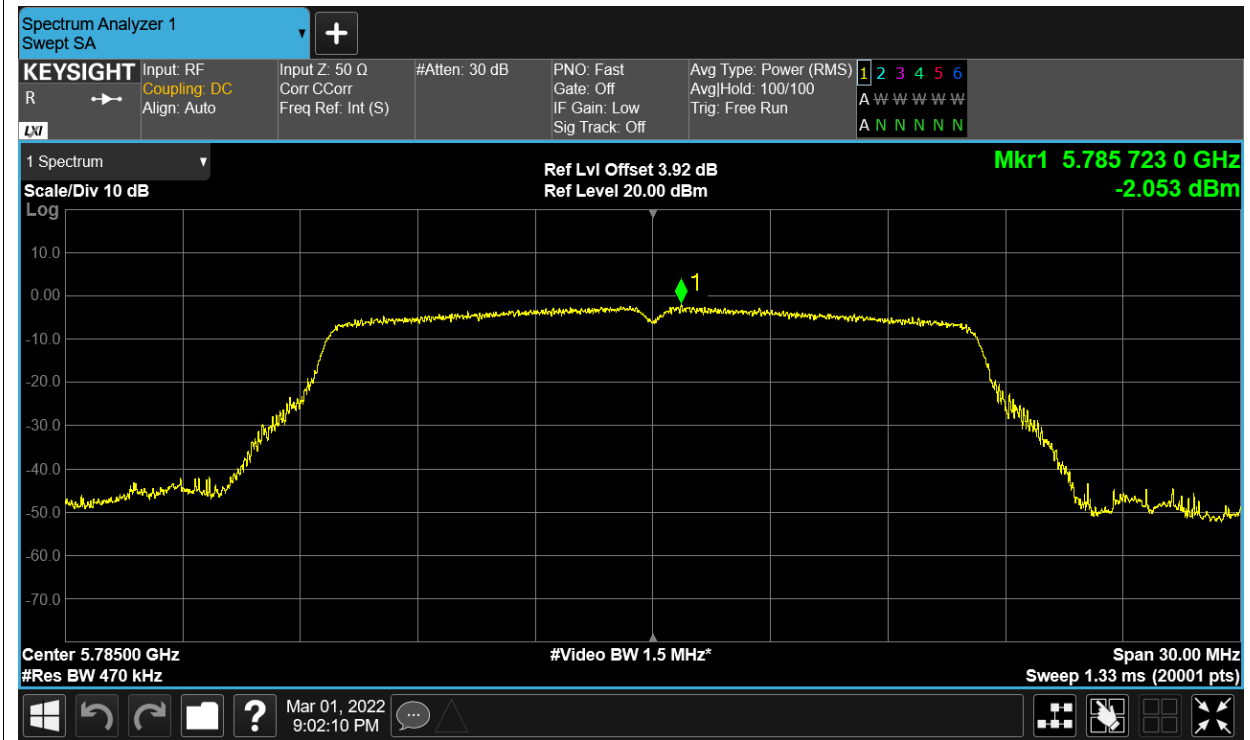 Spectrum Analyzer 1
Swept SA
KEYSIGHT
R
LXI
Input: RF
Coupling: DC
Align: Auto
Input Z: 50 Ω
Corr CCorr
Freq Ref: Int (S)
#Atten: 30 dB
PNO: Fast
Gate: Off
IF Gain: Low
Sig Track: Off
Avg Type: Power (RMS)
Avg|Hold: 100/100
Trig: Free Run
1 2 3 4 5 6
A W W W W W
A N N N N N
1 Spectrum
Scale/Div 10 dB
Log
Ref Lvl Offset 3.92 dB
Ref Level 20.00 dBm
Mkr1 5.785 723 0 GHz
-2.053 dBm
1
10.0
0.00
-10.0
-20.0
-30.0
-40.0
-50.0
-60.0
-70.0
Center 5.78500 GHz
#Res BW 470 kHz
#Video BW 1.5 MHz*
Span 30.00 MHz
Sweep 1.33 ms (20001 pts)
?
Mar 01, 2022
9:02:10 PM